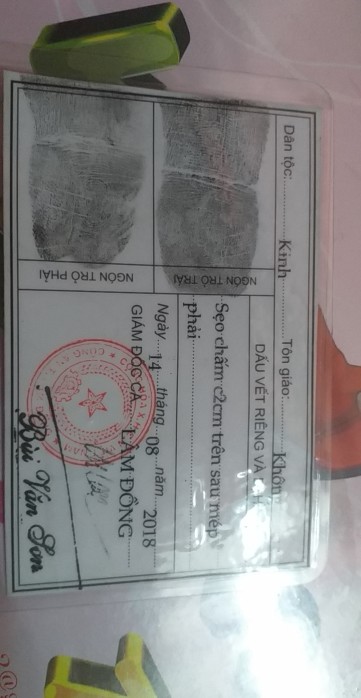 Dân tộc: Kinh Tôn giáo: Không
DẤU VẾT RIÊNG VÀ
Sẹo chấm c2cm trên sau mép
phải
Ngày 14 tháng 08 năm 2018
GIÁM ĐỐC CA LÂM ĐỒNG
Bùi Văn Sơn
NGÓN TRỎ TRÁI
NGÓN TRỎ PHẢI